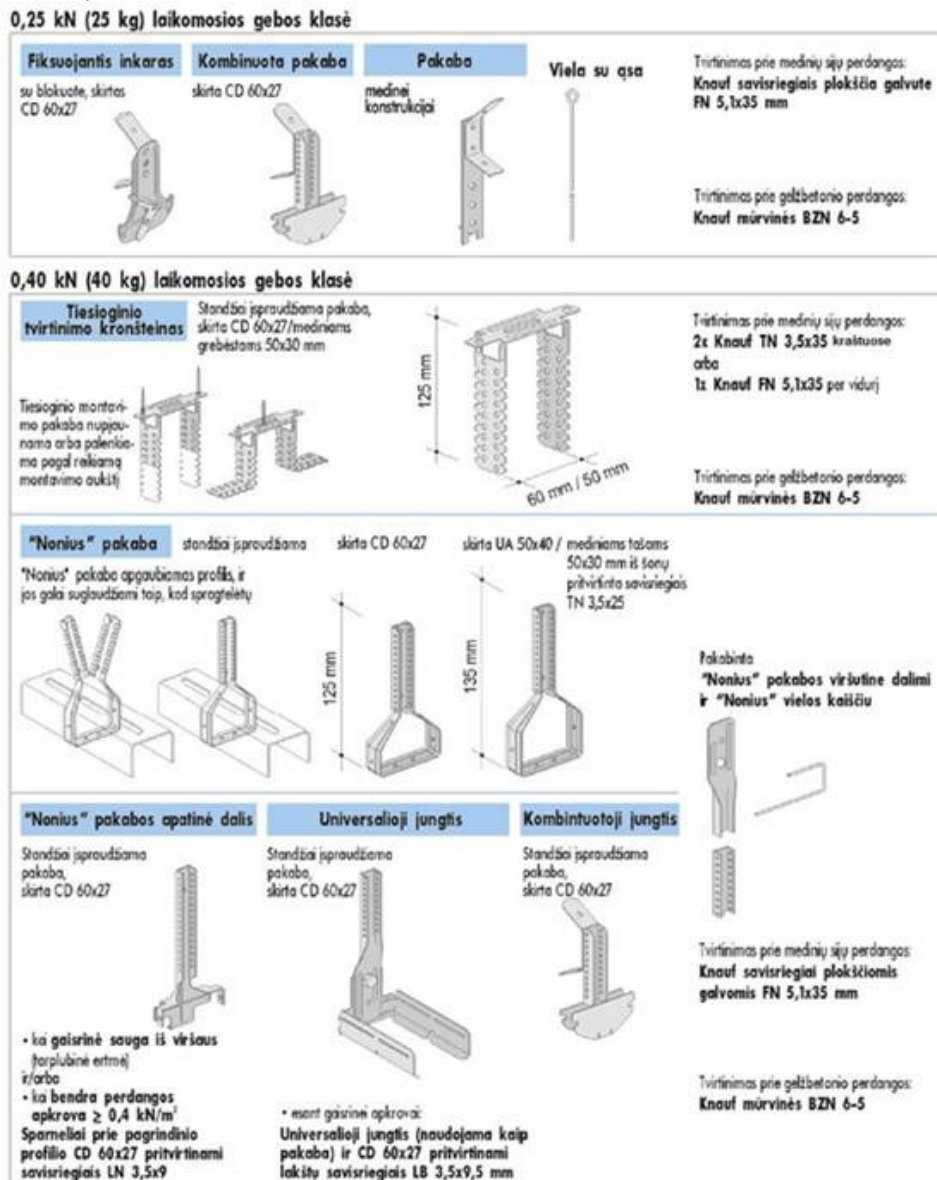 0,25 kN (25 kg) laikomosios gebos klasė
Fiksuojantis inkaras
su blokuote, skirtas
CD 60x27
Kombinuota pakaba
skirta CD 60x27
Pakaba
medinei
konstrukcijai
Viela su ąsa
Tvirtinimas prie medinių sijų perdangos:
Knauf savisriegiais plokščia galvute
FN 5,1x35 mm
Tvirtinimas prie gelžbetonio perdangos:
Knauf mūrvinės BZN 6-5
0,40 kN (40 kg) laikomosios gebos klasė
Tiesioginio
tvirtinimo kronšteinas
Standžiai įspraudžiama pakaba,
skirta CD 60x27/mediniams
grebėstams 50x30 mm
Tiesioginio montavi-
mo pakaba nupjau-
nama arba palenkia-
ma pagal reikiamą
montavimo aukštį
125 mm
60 mm / 50 mm
Tvirtinimas prie medinių sijų perdangos:
2x Knauf TN 3,5x35 kraštuose
arba
1x Knauf FN 5,1x35 per vidurį
Tvirtinimas prie gelžbetonio perdangos:
Knauf mūrvinės BZN 6-5
"Nonius" pakaba
standžiai įspraudžiama
"Nonius" pakaba apgaubiamas profilis, ir
jos galai suglaudžiami taip, kad spragtelėtų
skirta CD 60x27
125 mm
skirta UA 50x40 / mediniams tašams
50x30 mm iš šonų
pritvirtinta savisriegiais
TN 3,5x25
135 mm
Pakabinta
"Nonius" pakabos viršutine dalimi
ir "Nonius" vielos kaiščiu
"Nonius" pakabos apatinė dalis
Standžiai įspraudžiama
pakaba,
skirta CD 60x27
• kai gaisrinė sauga iš viršaus
(tarplubinė ertmė)
ir/arba
• kai bendra perdangos
apkrova ≥ 0,4 kN/m²
Sparneliai prie pagrindinio
profilio CD 60x27 pritvirtinami
savisriegiais LN 3,5x9
Universalioji jungtis
Standžiai įspraudžiama
pakaba,
skirta CD 60x27
• esant gaisrinei apkrovai:
Universalioji jungtis (naudojama kaip
pakaba) ir CD 60x27 pritvirtinami
lakštų savisriegiais LB 3,5x9,5 mm
Kombintuotoji jungtis
Standžiai įspraudžiama
pakaba,
skirta CD 60x27
Tvirtinimas prie medinių sijų perdangos:
Knauf savisriegiai plokščiomis
galvomis FN 5,1x35 mm
Tvirtinimas prie gelžbetonio perdangos:
Knauf mūrvinės BZN 6-5